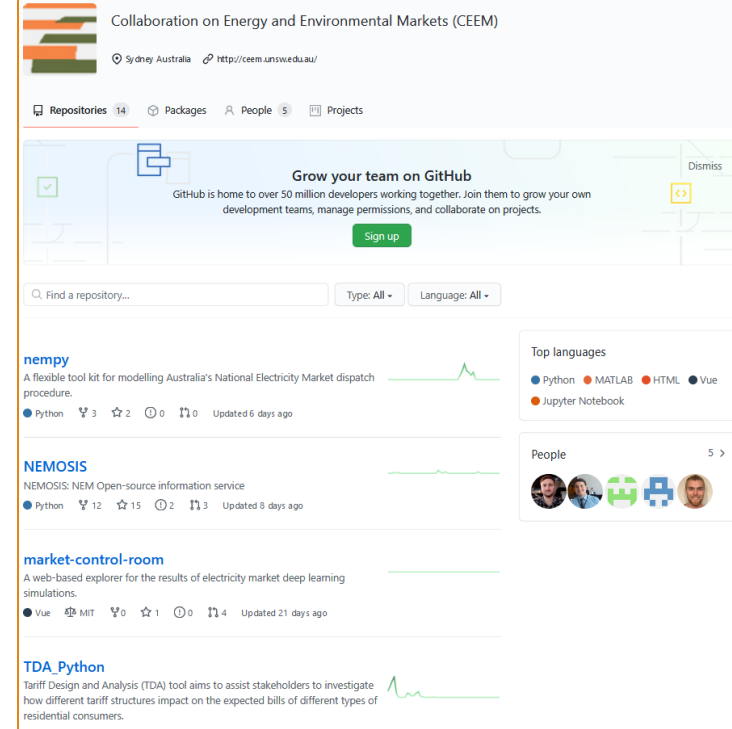 Collaboration on Energy and Environmental Markets (CEEM)
Sydney Australia http://ceem.unsw.edu.au/
Repositories 14 Packages People 5 Projects
Grow your team on GitHub
Dismiss
GitHub is home to over 50 million developers working together. Join them to grow your own
development teams, manage permissions, and collaborate on projects.
Sign up
Find a repository... Type: All Language: All
nempy
A flexible tool kit for modelling Australia's National Electricity Market dispatch
procedure.
Python 3 2 0 0 Updated 6 days ago
NEMOSIS
NEMOSIS: NEM Open-source information service
Python 12 15 2 3 Updated 8 days ago
market-control-room
A web-based explorer for the results of electricity market deep learning
simulations.
Vue MIT 0 1 0 4 Updated 21 days ago
TDA_Python
Tariff Design and Analysis (TDA) tool aims to assist stakeholders to investigate
how different tariff structures impact on the expected bills of different types of
residential consumers.
Top languages
Python MATLAB HTML Vue
Jupyter Notebook
People 5